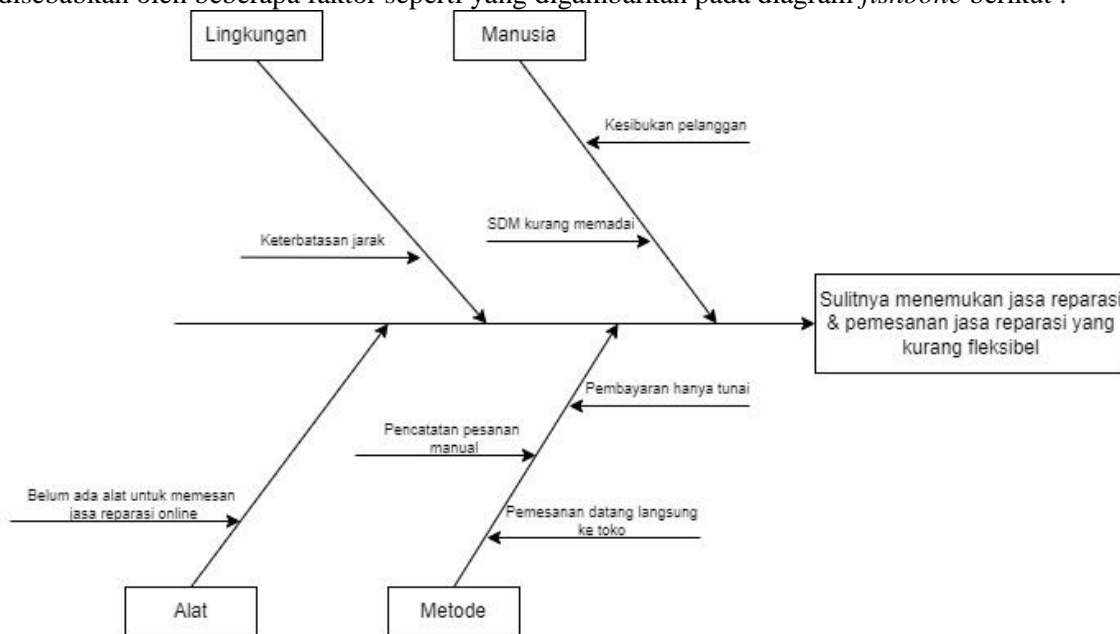 disebabkan oleh beberapa faktor seperti yang digambarkan pada diagram fishbone berikut :
Lingkungan
Manusia
Kesibukan pelanggan
SDM kurang memadai
Keterbatasan jarak
Sulitnya menemukan jasa reparasi
& pemesanan jasa reparasi yang
kurang fleksibel
Pembayaran hanya tunai
Pencatatan pesanan
manual
Belum ada alat untuk memesan
jasa reparasi online
Pemesanan datang langsung
ke toko
Alat
Metode